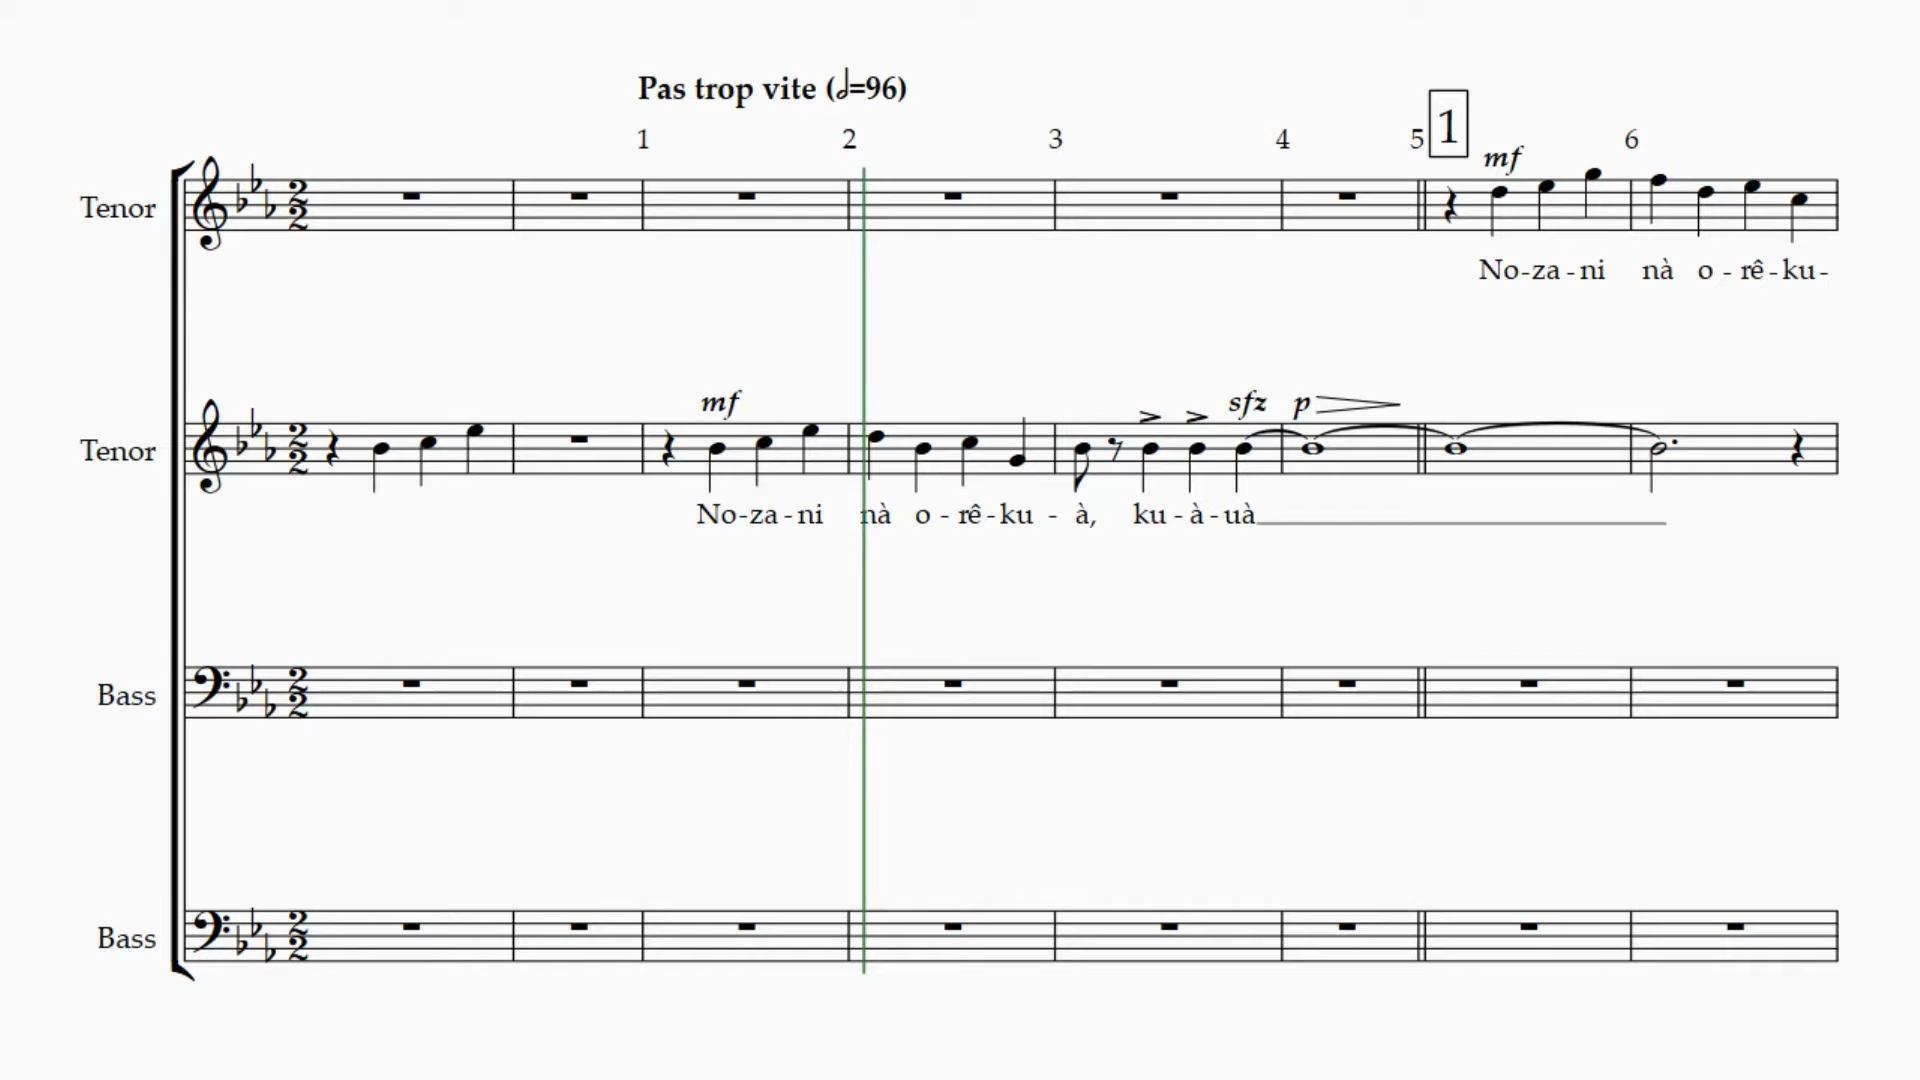 Pas trop vite (𝅗𝅥=96)
1 2 3 4 5 1 6
mf
Tenor
No-za-ni nà o-rê-ku-
mf sfz p
Tenor
No-za-ni nà o-rê-ku-à, ku-à-uà
Bass
Bass